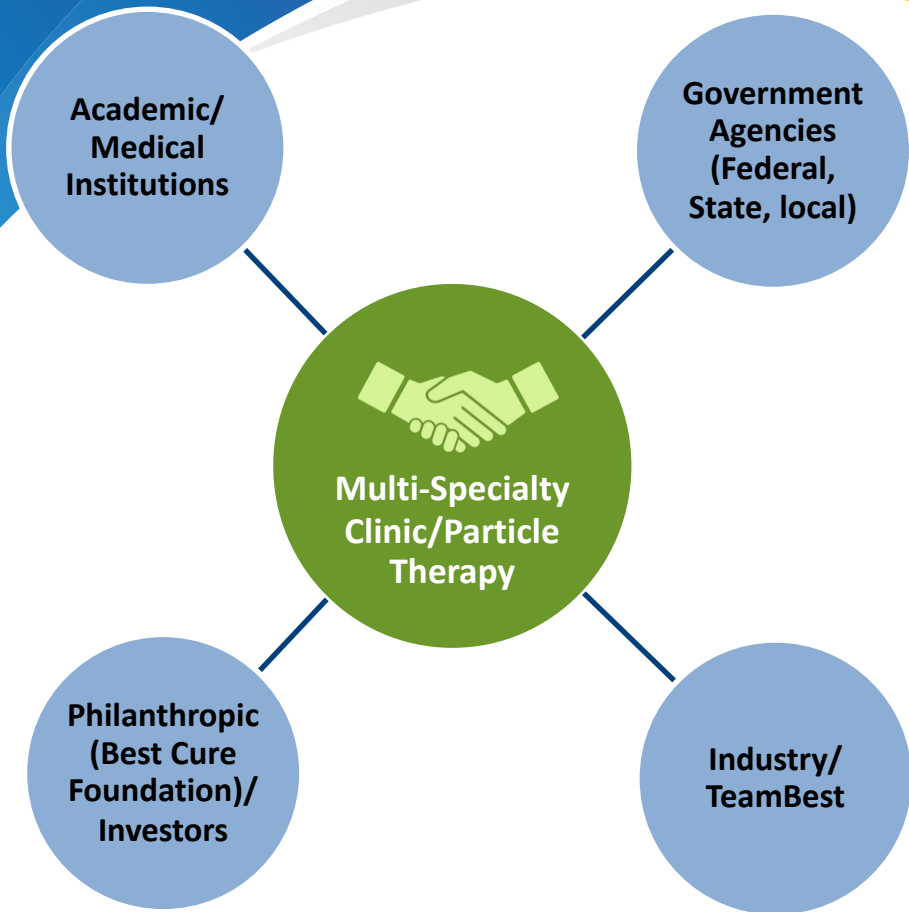 Academic/
Medical
Institutions
Government
Agencies
(Federal,
State, local)
Multi-Specialty
Clinic/Particle
Therapy
Philanthropic
(Best Cure
Foundation)/
Investors
Industry/
TeamBest